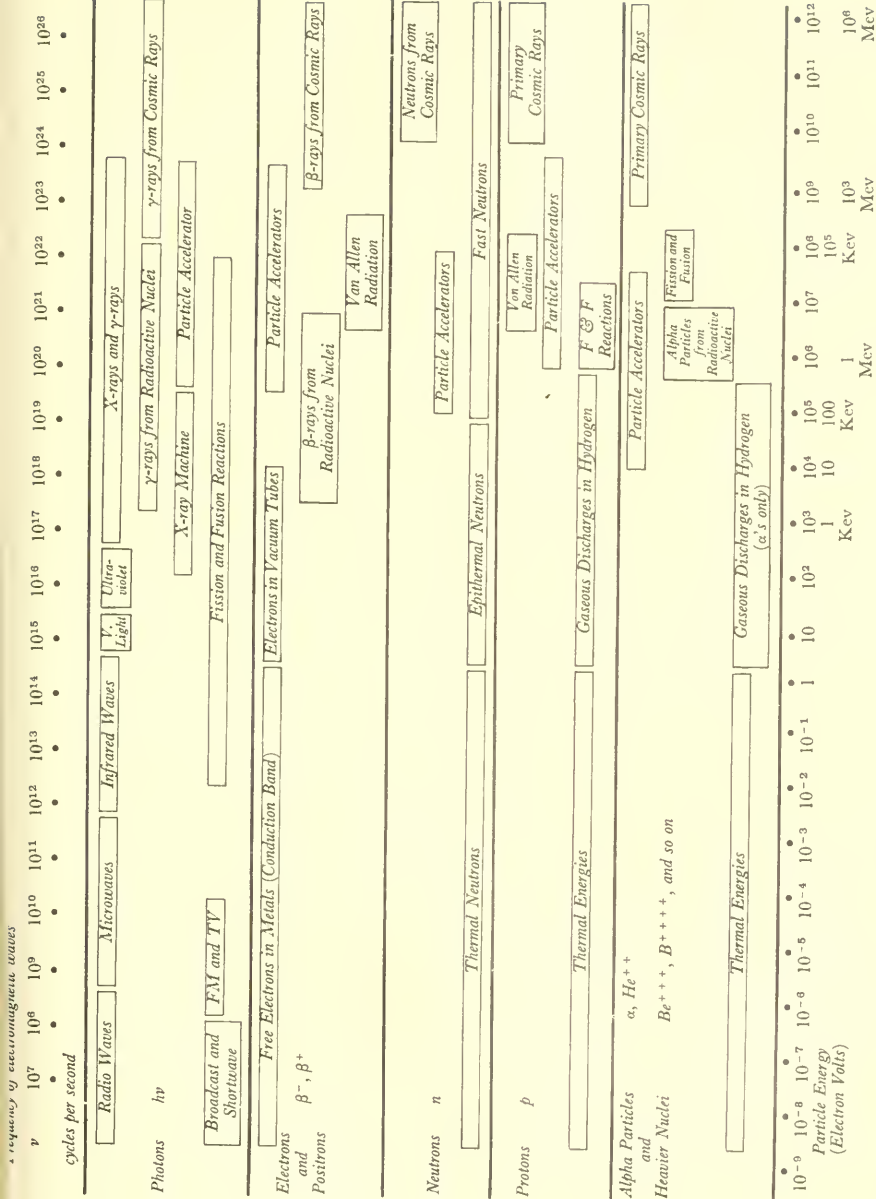 Frequency of electromagnetic waves
ν 10⁷ 10⁸ 10⁹ 10¹⁰ 10¹¹ 10¹² 10¹³ 10¹⁴ 10¹⁵ 10¹⁶ 10¹⁷ 10¹⁸ 10¹⁹ 10²⁰ 10²¹ 10²² 10²³ 10²⁴ 10²⁵ 10²⁶
cycles per second
Radio Waves
Microwaves
Infrared Waves
V.
Light
Ultra-
violet
X-rays and γ-rays
Photons hν
γ-rays from Radioactive Nuclei
γ-rays from Cosmic Rays
X-ray Machine
Particle Accelerator
Broadcast and
Shortwave
FM and TV
Fission and Fusion Reactions
Free Electrons in Metals (Conduction Band)
Electrons in Vacuum Tubes
Particle Accelerators
Electrons
and
Positrons
β⁻, β⁺
β-rays from
Radioactive Nuclei
β-rays from Cosmic Rays
Van Allen
Radiation
Neutrons from
Cosmic Rays
Neutrons n
Particle Accelerators
Thermal Neutrons
Epithermal Neutrons
Fast Neutrons
Von Allen
Radiation
Primary
Cosmic Rays
Protons p
Particle Accelerators
Thermal Energies
Gaseous Discharges in Hydrogen
F & F
Reactions
Alpha Particles
and
Heavier Nuclei
α, He⁺⁺
Particle Accelerators
Primary Cosmic Rays
Be⁺⁺⁺, B⁺⁺⁺⁺, and so on
Alpha
Particles
from
Radioactive
Nuclei
Fission and
Fusion
Thermal Energies
Gaseous Discharges in Hydrogen
(α's only)
10⁻⁹ 10⁻⁸ 10⁻⁷ 10⁻⁶ 10⁻⁵ 10⁻⁴ 10⁻³ 10⁻² 10⁻¹ 1 10 10² 10³ 10⁴ 10⁵ 10⁶ 10⁷ 10⁸ 10⁹ 10¹⁰ 10¹¹ 10¹²
Particle Energy
(Electron Volts)
1
Kev
10
100
Kev
1
Mev
10⁵
Kev
10³
Mev
10⁶
Mev